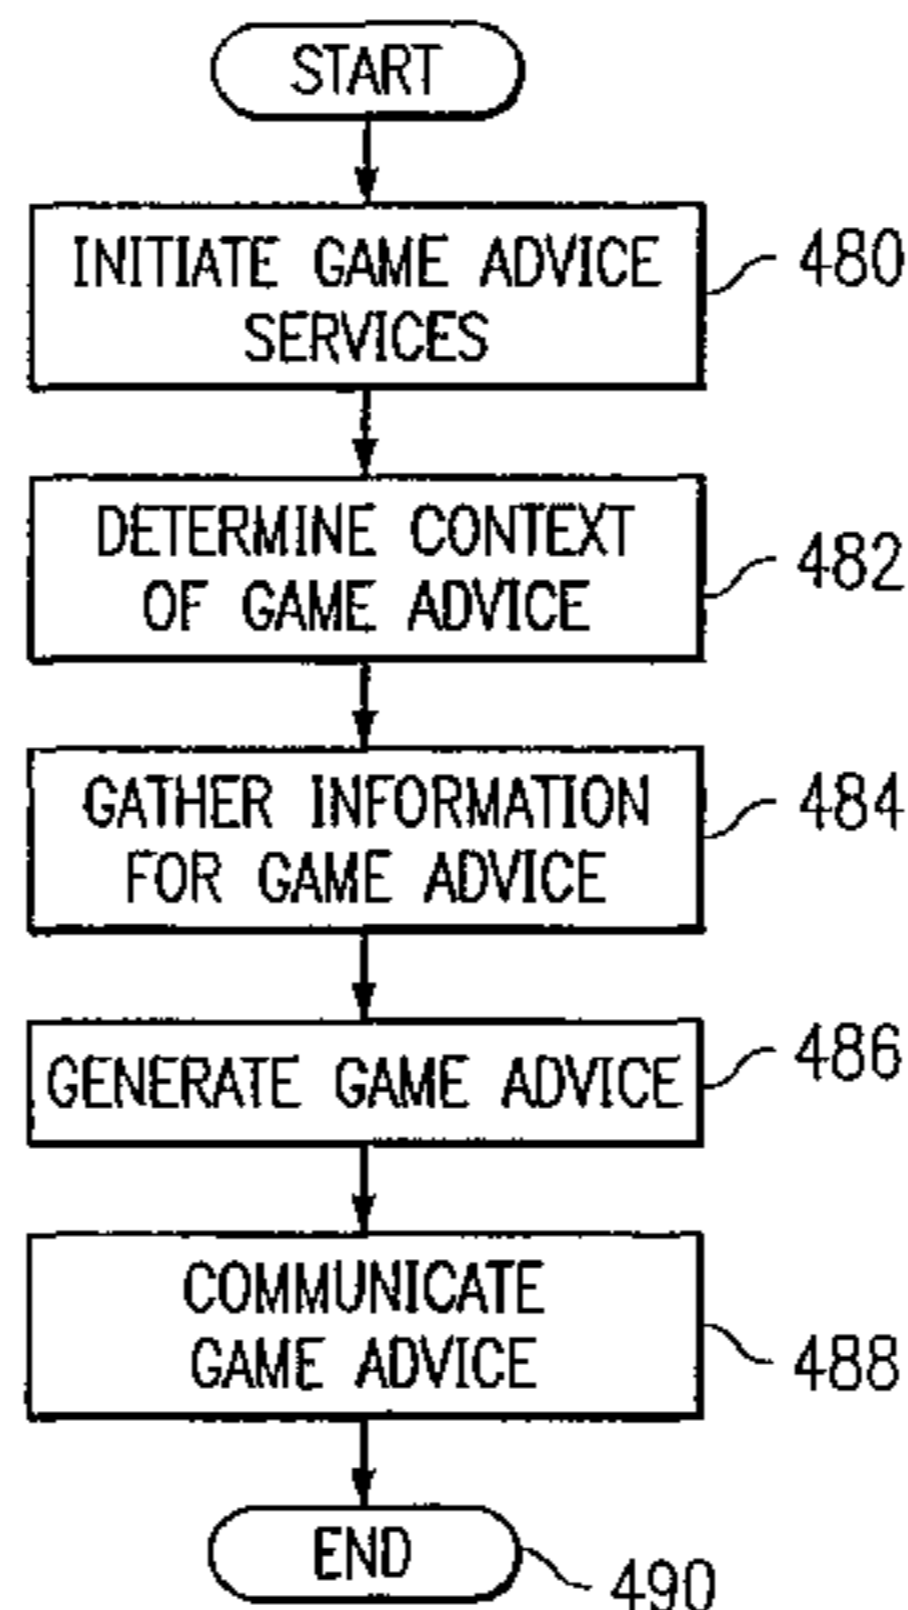 START
INITIATE GAME ADVICE
SERVICES
480
DETERMINE CONTEXT
OF GAME ADVICE
482
GATHER INFORMATION
FOR GAME ADVICE
484
GENERATE GAME ADVICE
486
COMMUNICATE
GAME ADVICE
488
END
490